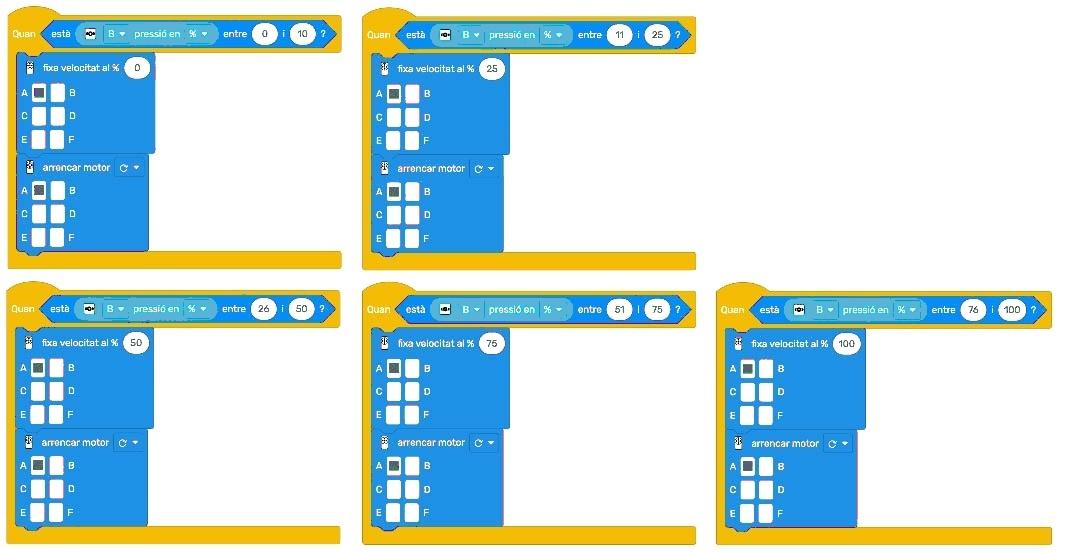 Quan està B pressió en % entre 0 i 10 ?
fixa velocitat al % 0
A B
C D
E F
arrencar motor
A B
C D
E F
Quan està B pressió en % entre 11 i 25 ?
fixa velocitat al % 25
A B
C D
E F
arrencar motor
A B
C D
E F
Quan està B pressió en % entre 26 i 50 ?
fixa velocitat al % 50
A B
C D
E F
arrencar motor
A B
C D
E F
Quan està B pressió en % entre 51 i 75 ?
fixa velocitat al % 75
A B
C D
E F
arrencar motor
A B
C D
E F
Quan està B pressió en % entre 76 i 100 ?
fixa velocitat al % 100
A B
C D
E F
arrencar motor
A B
C D
E F